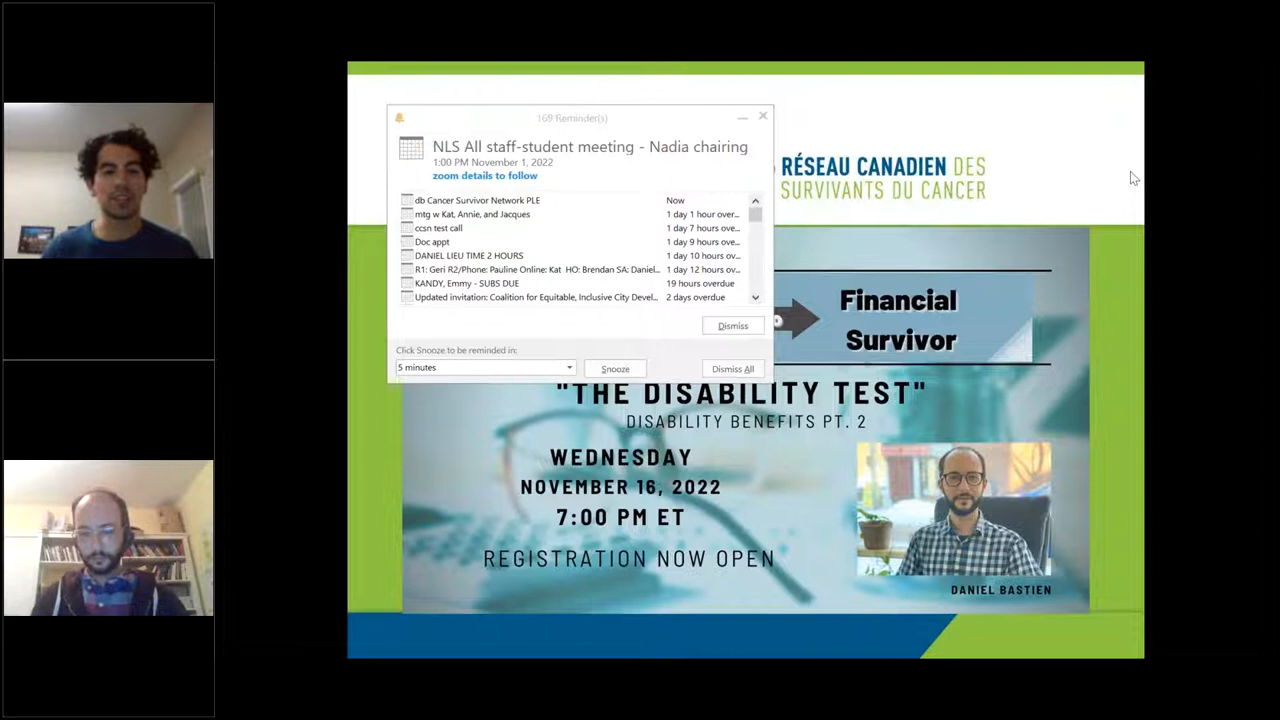 169 Reminder(s)
NLS All staff-student meeting - Nadia chairing
1:00 PM November 1, 2022
zoom details to follow
db Cancer Survivor Network PLE Now
mtg w Kat, Annie, and Jacques 1 day 1 hour over...
ccsn test call 1 day 7 hours ov...
Doc appt 1 day 9 hours ov...
DANIEL LIEU TIME 2 HOURS 1 day 10 hours ov...
R1: Geri R2/Phone: Pauline Online: Kat HO: Brendan SA: Daniel... 1 day 12 hours ov...
KANDY, Emmy - SUBS DUE 19 hours overdue
Updated invitation: Coalition for Equitable, Inclusive City Devel... 2 days overdue
Dismiss
Click Snooze to be reminded in:
5 minutes
Snooze
Dismiss All
RÉSEAU CANADIEN DES
SURVIVANTS DU CANCER
Financial
Survivor
"THE DISABILITY TEST"
DISABILITY BENEFITS PT. 2
WEDNESDAY
NOVEMBER 16, 2022
7:00 PM ET
REGISTRATION NOW OPEN
DANIEL BASTIEN